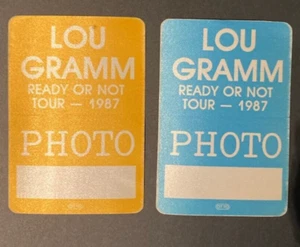 LOU
GRAMM
READY OR NOT
TOUR — 1987
PHOTO
LOU
GRAMM
READY OR NOT
TOUR — 1987
PHOTO